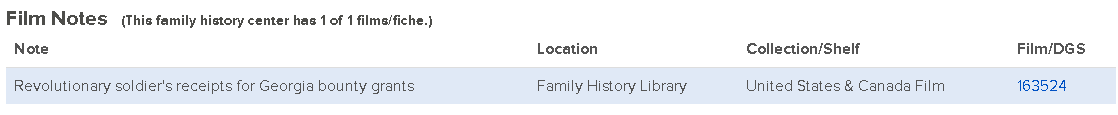 Film Notes (This family history center has 1 of 1 films/fiche.)
Note Location Collection/Shelf Film/DGS
Revolutionary soldier's receipts for Georgia bounty grants Family History Library United States & Canada Film 163524